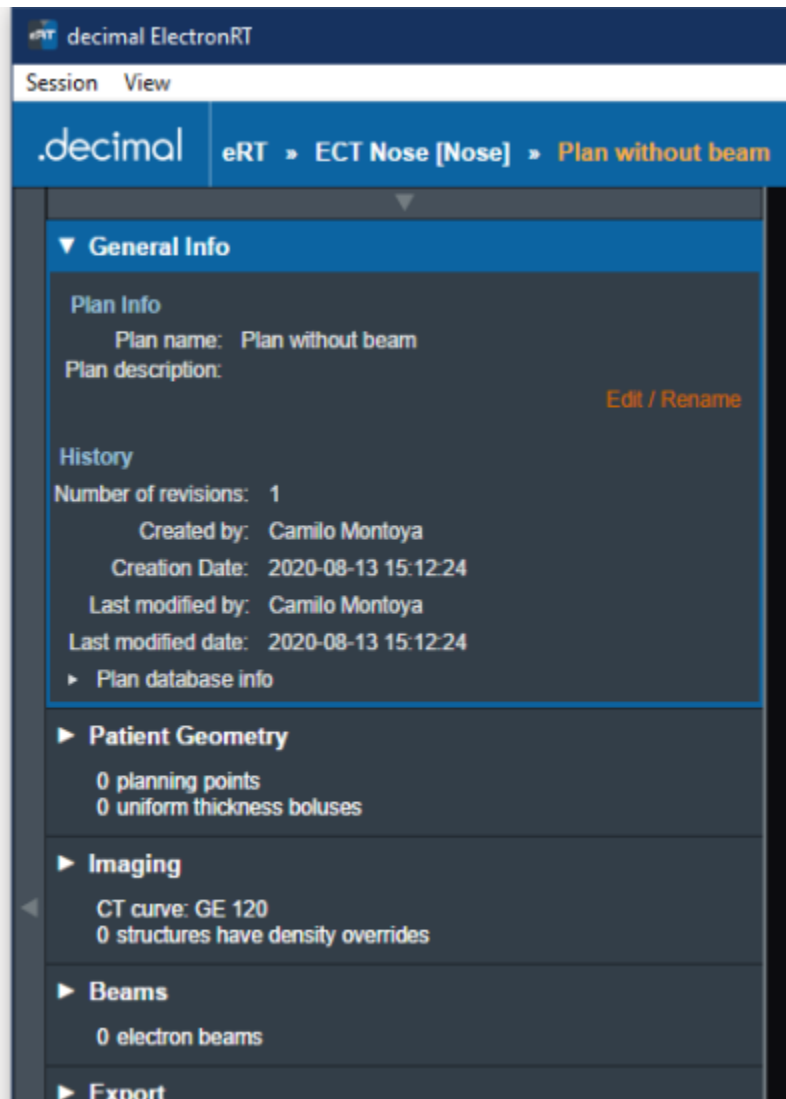 eRT decimal ElectronRT
Session View
.decimal eRT » ECT Nose [Nose] » Plan without beam
▼ General Info
Plan Info
Plan name: Plan without beam
Plan description:
Edit / Rename
History
Number of revisions: 1
Created by: Camilo Montoya
Creation Date: 2020-08-13 15:12:24
Last modified by: Camilo Montoya
Last modified date: 2020-08-13 15:12:24
▸ Plan database info
▶ Patient Geometry
0 planning points
0 uniform thickness boluses
▶ Imaging
CT curve: GE 120
0 structures have density overrides
▶ Beams
0 electron beams
▶ Export